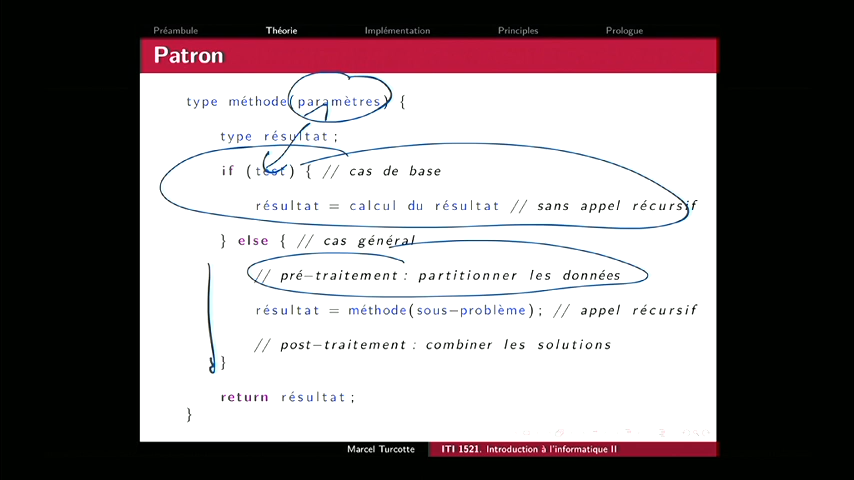 Préambule Théorie Implémentation Principles Prologue
Patron
type méthode(paramètres) {
type résultat;
if (test) { // cas de base
résultat = calcul du résultat // sans appel récursif
} else { // cas général
// pré-traitement : partitionner les données
résultat = méthode(sous-problème); // appel récursif
// post-traitement : combiner les solutions
}
return résultat;
}
Marcel Turcotte ITI 1521. Introduction à l'informatique II